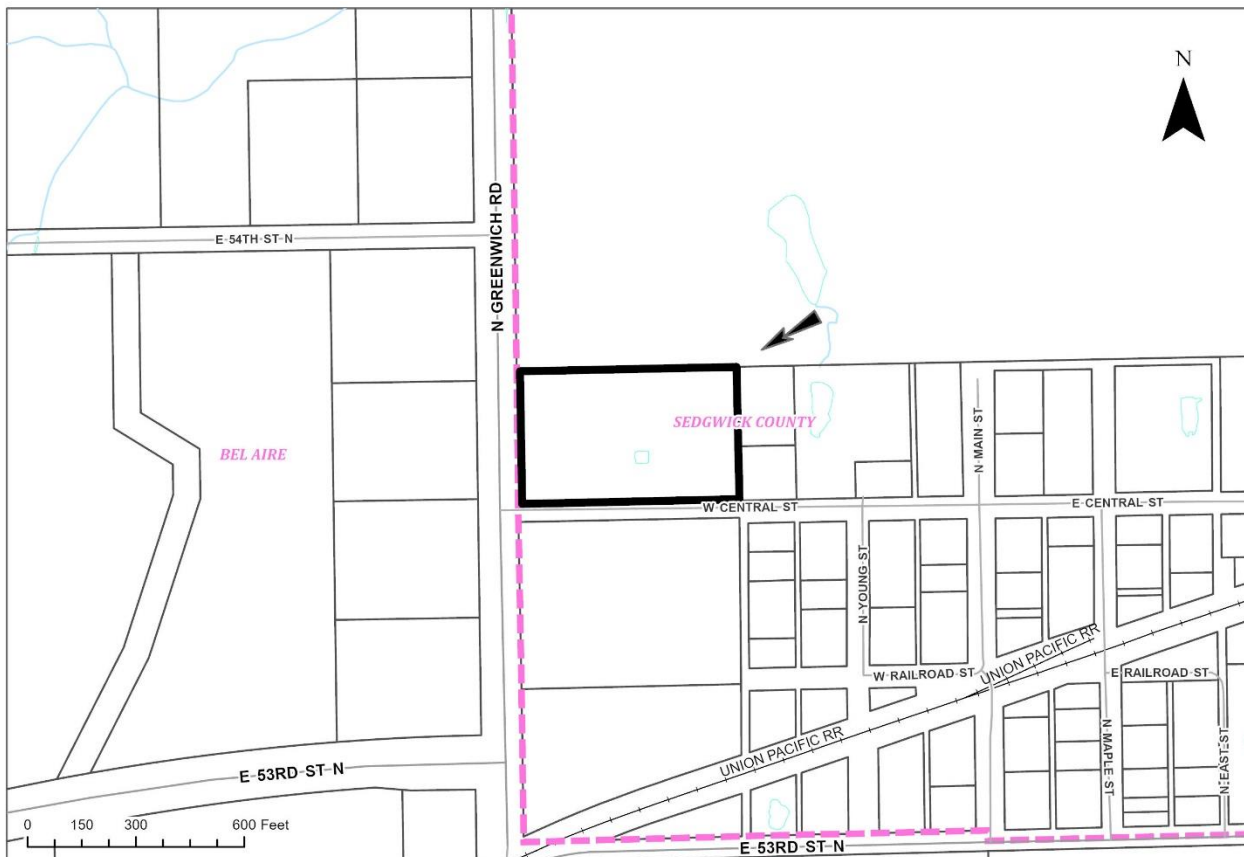 N
E 54TH ST N
N GREENWICH RD
SEDGWICK COUNTY
BEL AIRE
N MAIN ST
W CENTRAL ST
E CENTRAL ST
N YOUNG ST
UNION PACIFIC RR
W RAILROAD ST
E RAILROAD ST
UNION PACIFIC RR
N MAPLE ST
N EAST ST
E 53RD ST N
0 150 300 600 Feet
E 53RD ST N